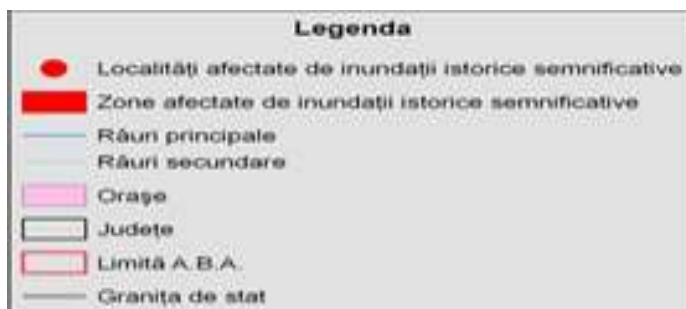 Legenda
Localități afectate de inundații istorice semnificative
Zone afectate de inundații istorice semnificative
Râuri principale
Râuri secundare
Orașe
Județe
Limită A.B.A.
Granița de stat